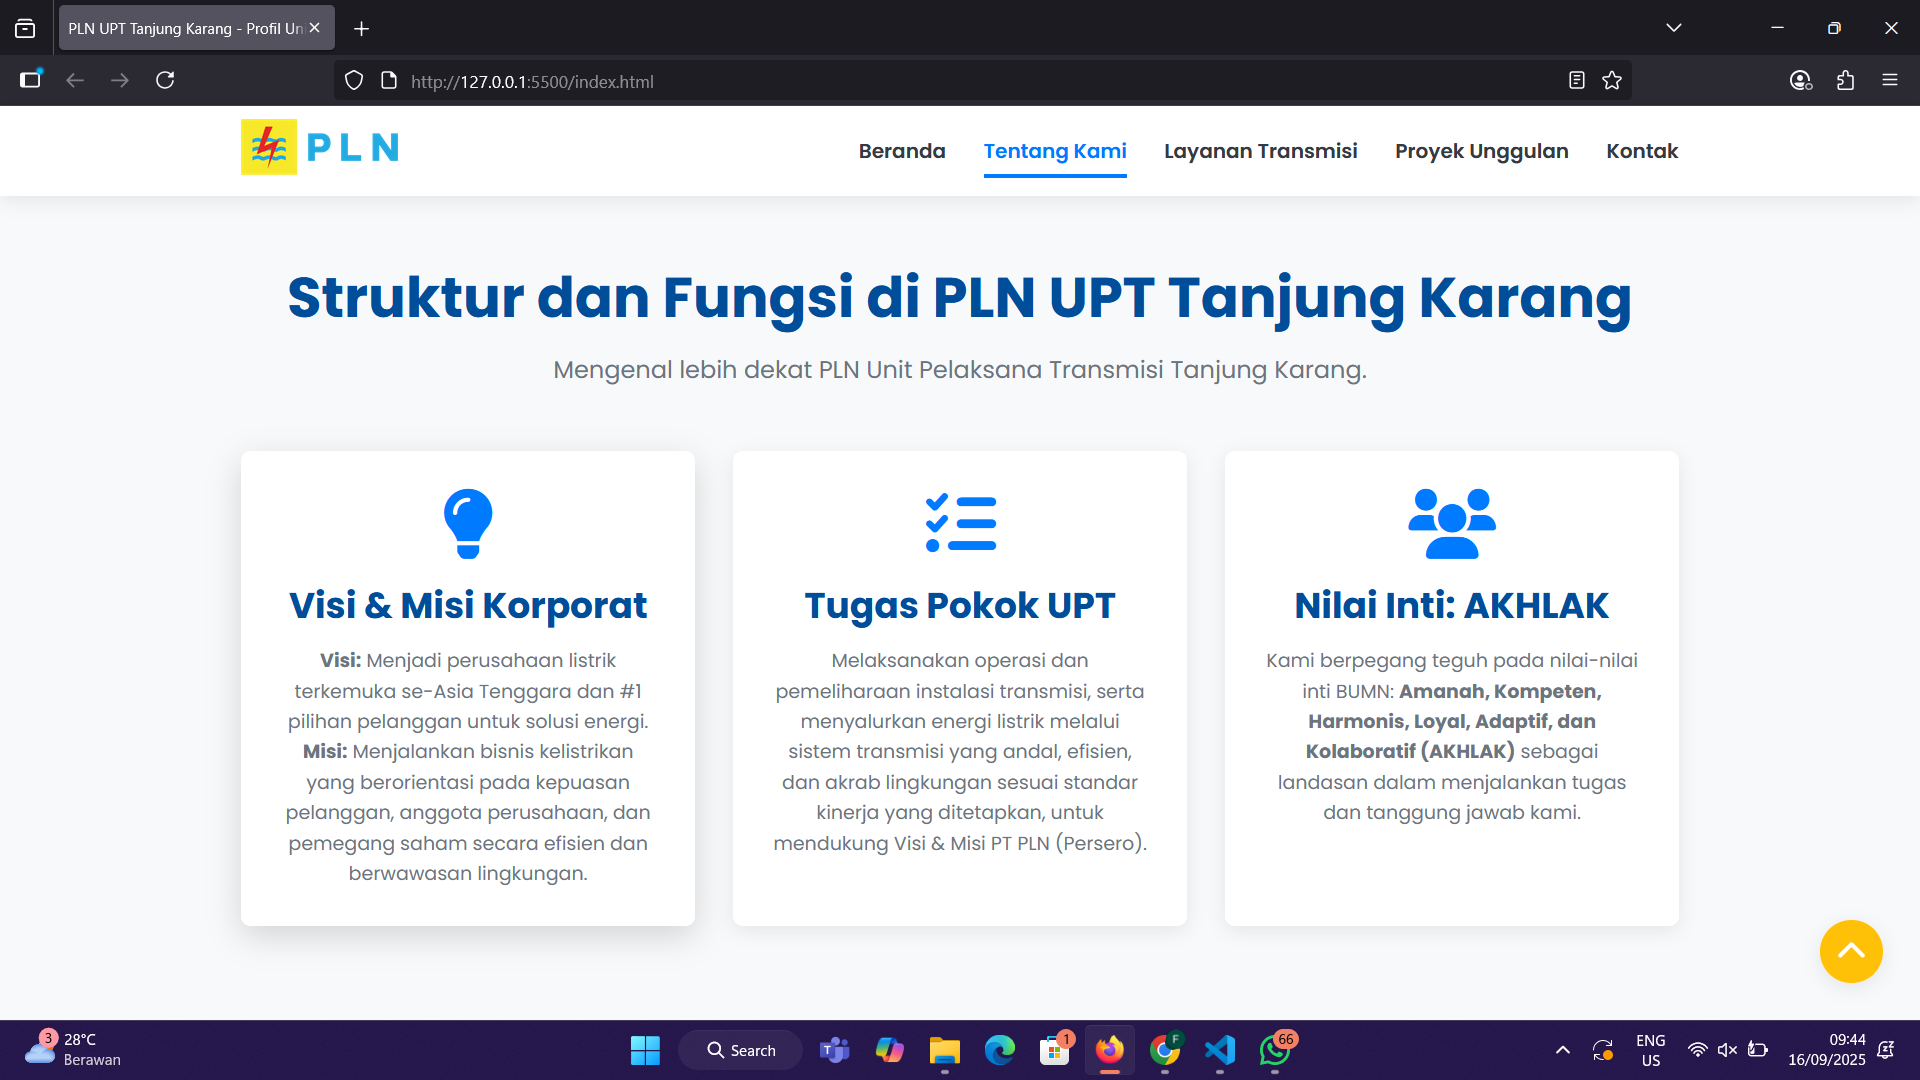 PLN UPT Tanjung Karang - Profil Un
http://127.0.0.1:5500/index.html
PLN
Beranda
Tentang Kami
Layanan Transmisi
Proyek Unggulan
Kontak
Struktur dan Fungsi di PLN UPT Tanjung Karang
Mengenal lebih dekat PLN Unit Pelaksana Transmisi Tanjung Karang.
Visi & Misi Korporat
Visi: Menjadi perusahaan listrik
terkemuka se-Asia Tenggara dan #1
pilihan pelanggan untuk solusi energi.
Misi: Menjalankan bisnis kelistrikan
yang berorientasi pada kepuasan
pelanggan, anggota perusahaan, dan
pemegang saham secara efisien dan
berwawasan lingkungan.
Tugas Pokok UPT
Melaksanakan operasi dan
pemeliharaan instalasi transmisi, serta
menyalurkan energi listrik melalui
sistem transmisi yang andal, efisien,
dan akrab lingkungan sesuai standar
kinerja yang ditetapkan, untuk
mendukung Visi & Misi PT PLN (Persero).
Nilai Inti: AKHLAK
Kami berpegang teguh pada nilai-nilai
inti BUMN: Amanah, Kompeten,
Harmonis, Loyal, Adaptif, dan
Kolaboratif (AKHLAK) sebagai
landasan dalam menjalankan tugas
dan tanggung jawab kami.
3
28°C
Berawan
Search
T
1
F
66
ENG
US
09:44
16/09/2025